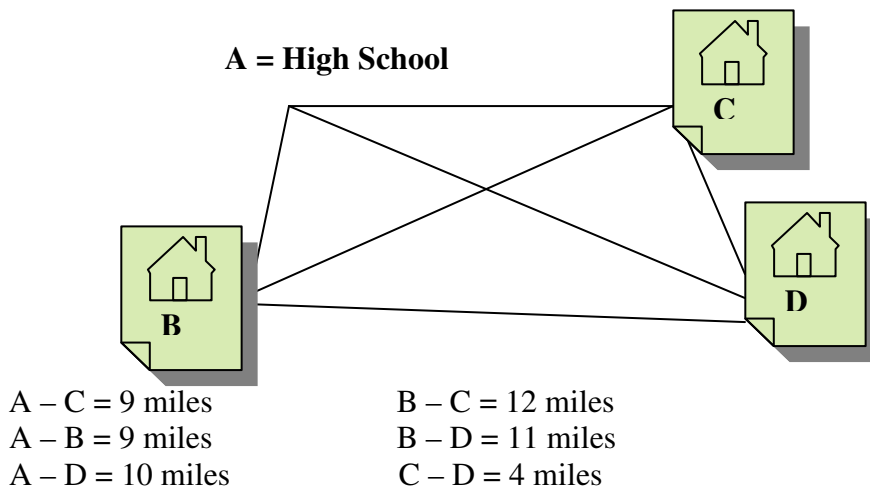 A = High School
C
D
B
A – C = 9 miles
B – C = 12 miles
A – B = 9 miles
B – D = 11 miles
A – D = 10 miles
C – D = 4 miles